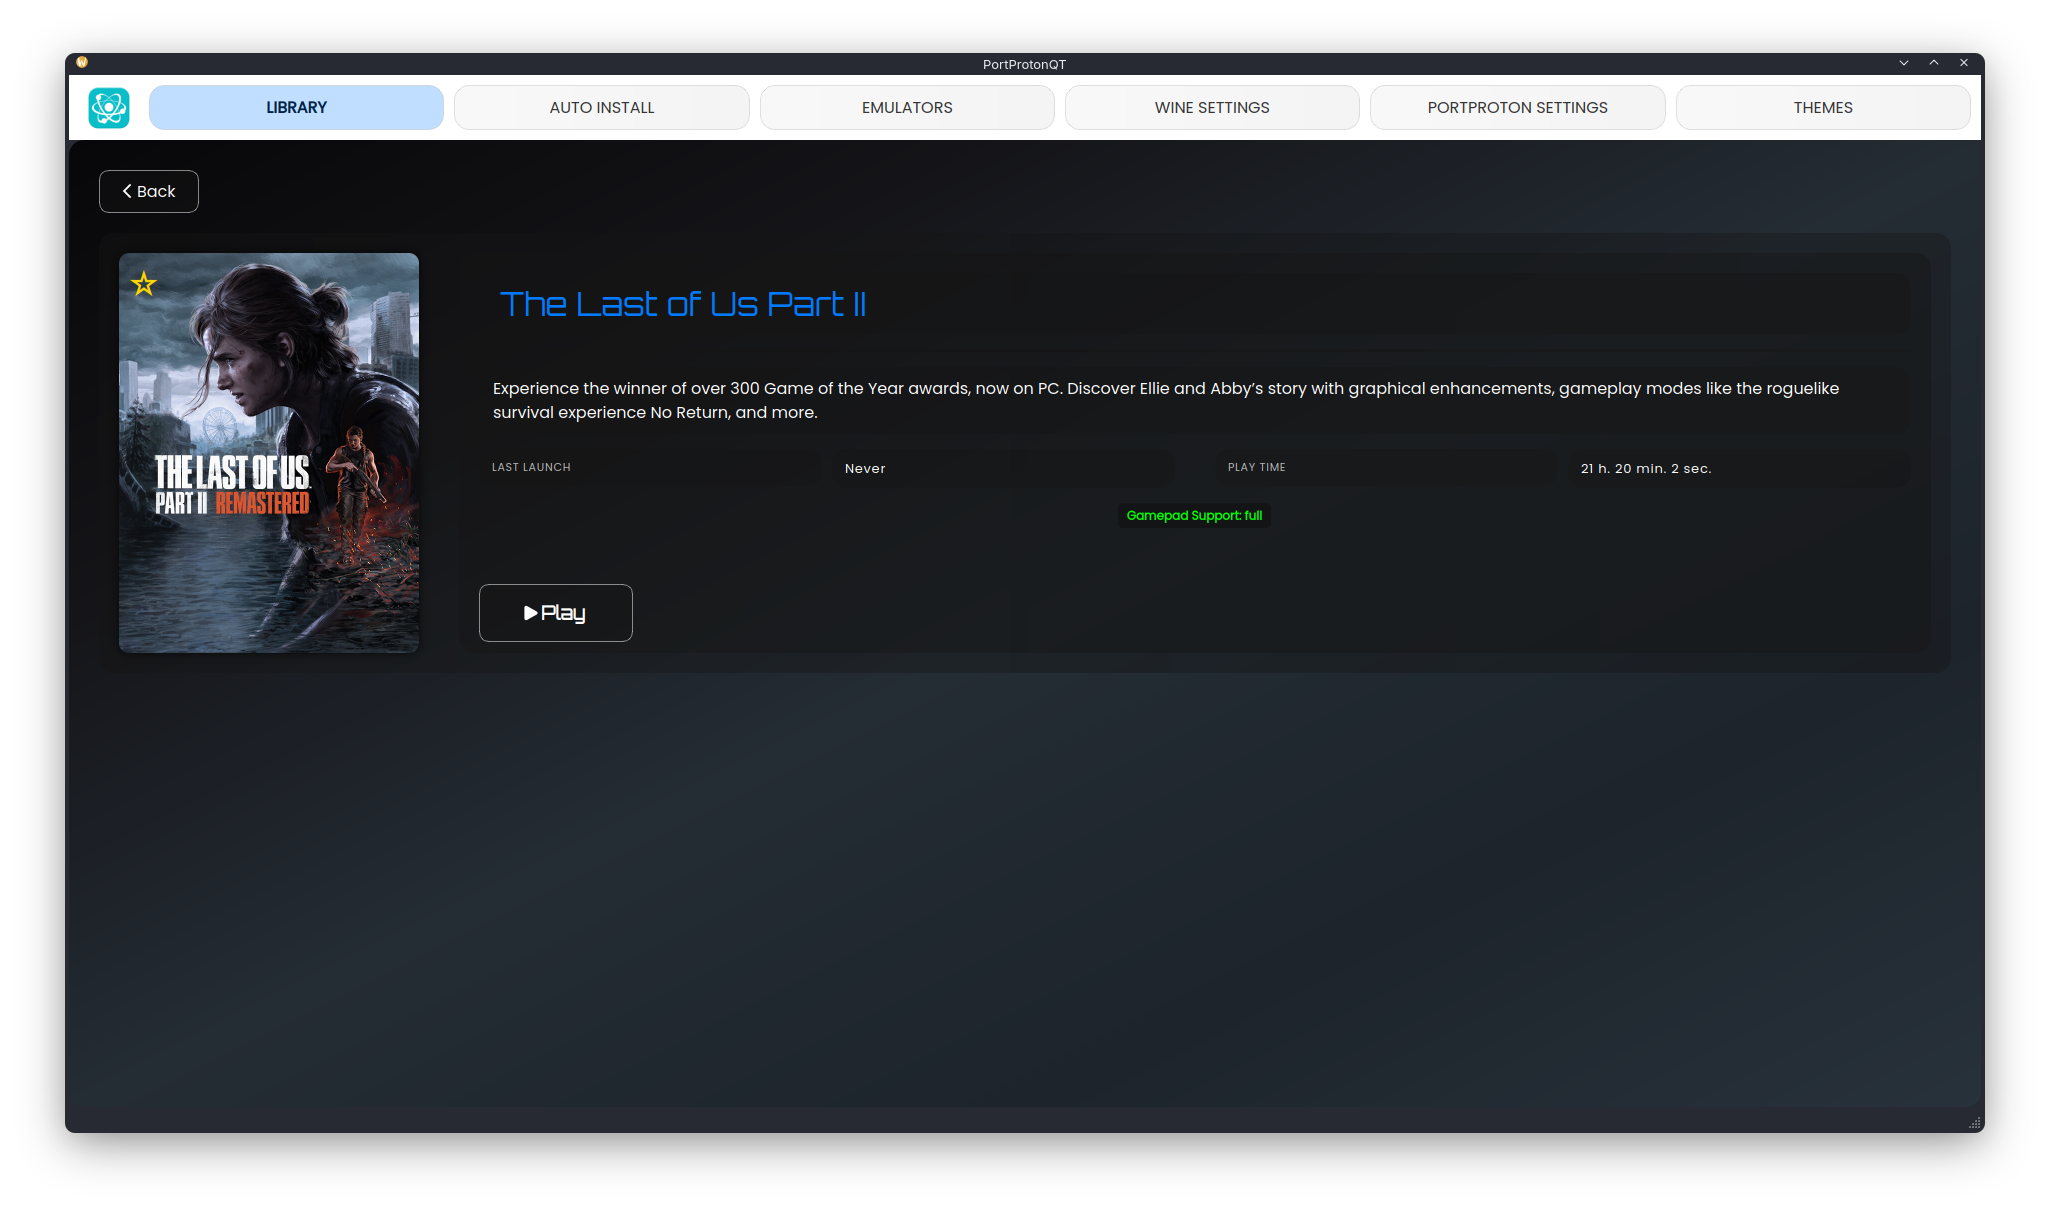 PortProtonQT
LIBRARY
AUTO INSTALL
EMULATORS
WINE SETTINGS
PORTPROTON SETTINGS
THEMES
Back
THE LAST OF US
PART II REMASTERED
The Last of Us Part II
Experience the winner of over 300 Game of the Year awards, now on PC. Discover Ellie and Abby’s story with graphical enhancements, gameplay modes like the roguelike
survival experience No Return, and more.
LAST LAUNCH
Never
PLAY TIME
21 h. 20 min. 2 sec.
Gamepad Support: full
Play